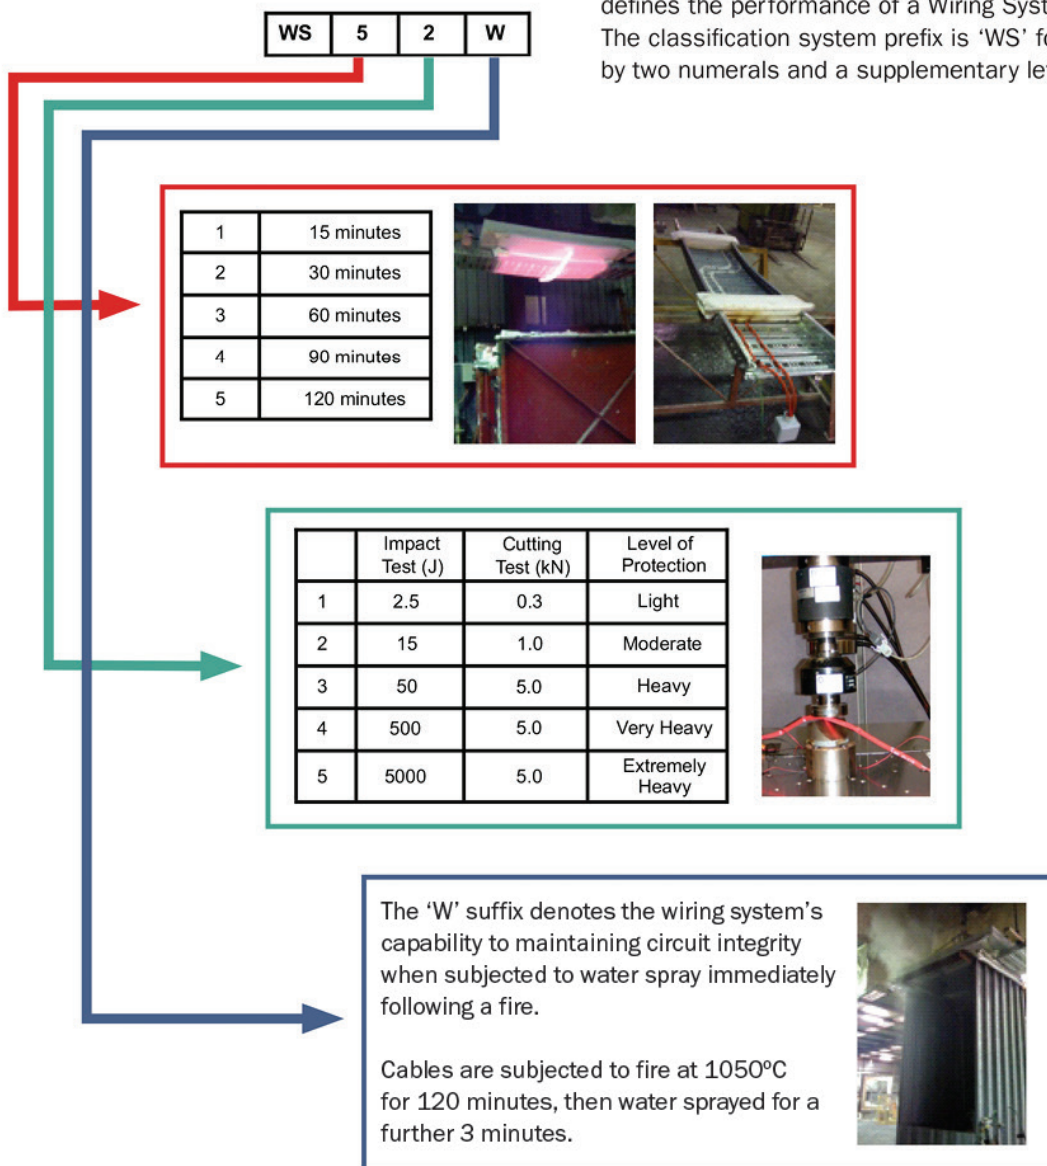 defines the performance of a Wiring Syst
The classification system prefix is ‘WS’ fo
by two numerals and a supplementary le
WS 5 2 W
1 15 minutes
2 30 minutes
3 60 minutes
4 90 minutes
5 120 minutes
Impact Test (J) Cutting Test (kN) Level of Protection
1 2.5 0.3 Light
2 15 1.0 Moderate
3 50 5.0 Heavy
4 500 5.0 Very Heavy
5 5000 5.0 Extremely Heavy
The ‘W’ suffix denotes the wiring system’s
capability to maintaining circuit integrity
when subjected to water spray immediately
following a fire.
Cables are subjected to fire at 1050ºC
for 120 minutes, then water sprayed for a
further 3 minutes.